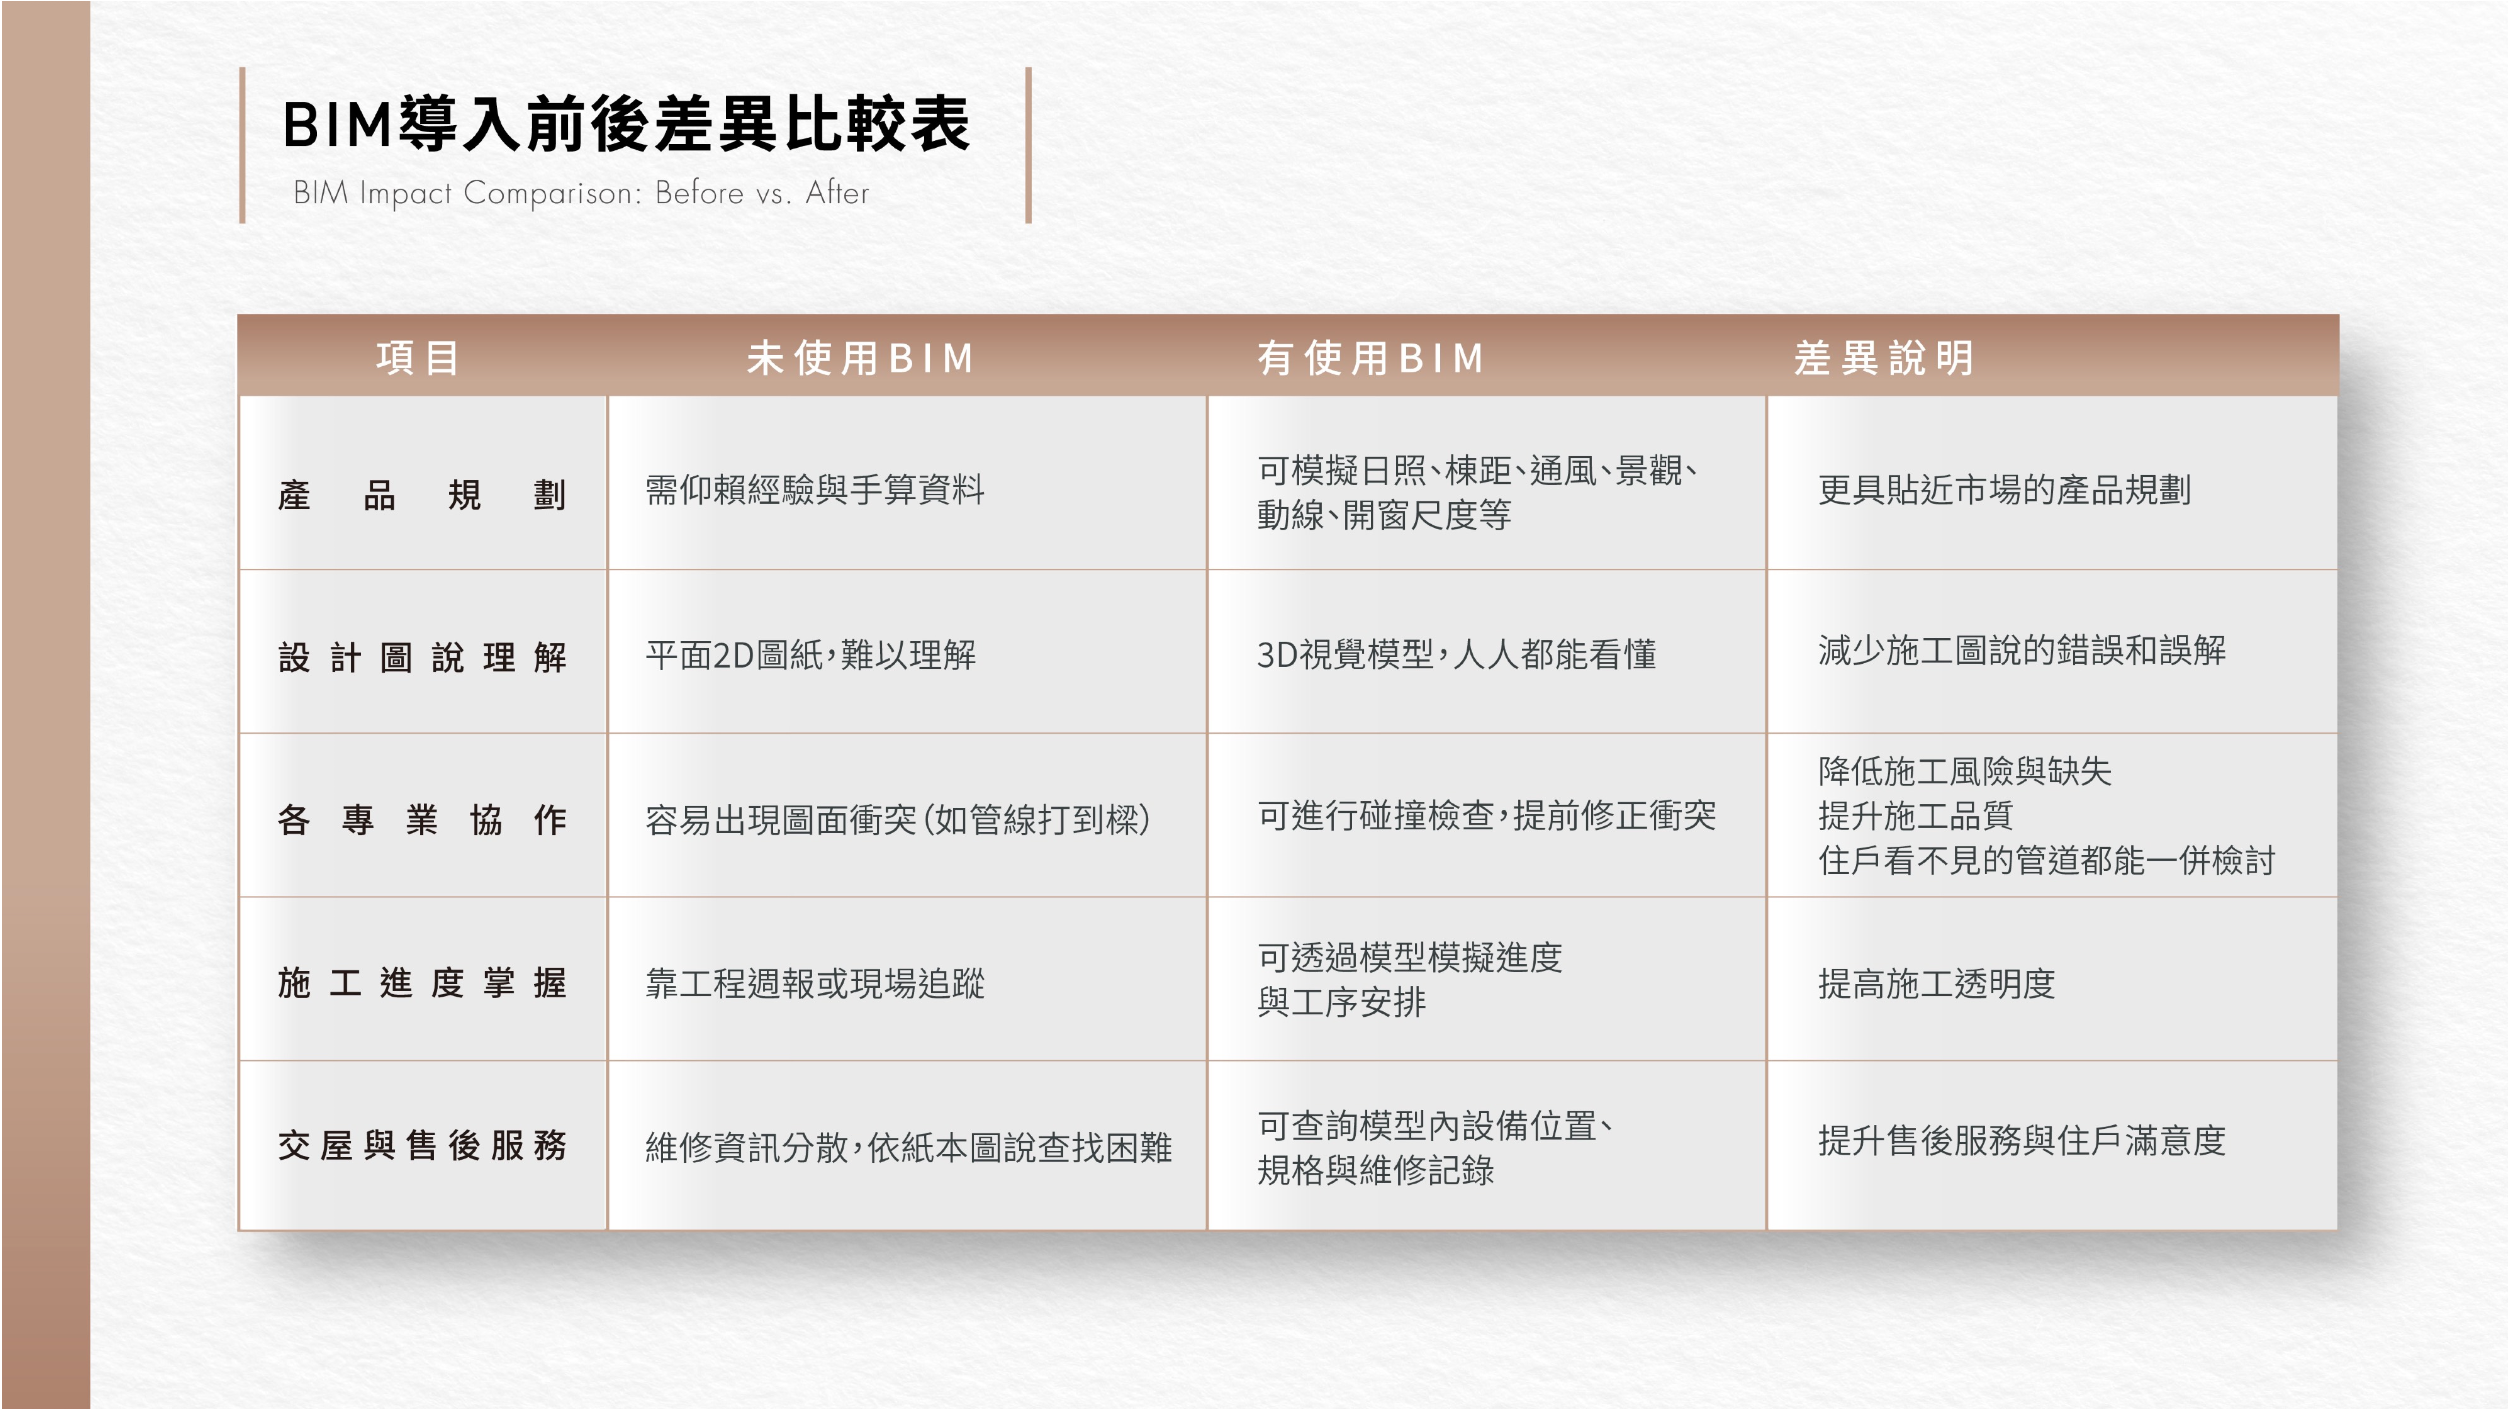 BIM導入前後差異比較表
BIM Impact Comparison: Before vs. After
項目 未使用BIM 有使用BIM 差異說明
產品規劃
需仰賴經驗與手算資料
可模擬日照、棟距、通風、景觀、
動線、開窗尺度等
更具貼近市場的產品規劃
設計圖說理解
平面2D圖紙，難以理解
3D視覺模型，人人都能看懂
減少施工圖說的錯誤和誤解
各專業協作
容易出現圖面衝突（如管線打到樑）
可進行碰撞檢查，提前修正衝突
降低施工風險與缺失
提升施工品質
住戶看不見的管道都能一併檢討
施工進度掌握
靠工程週報或現場追蹤
可透過模型模擬進度
與工序安排
提高施工透明度
交屋與售後服務
維修資訊分散，依紙本圖說查找困難
可查詢模型內設備位置、
規格與維修記錄
提升售後服務與住戶滿意度